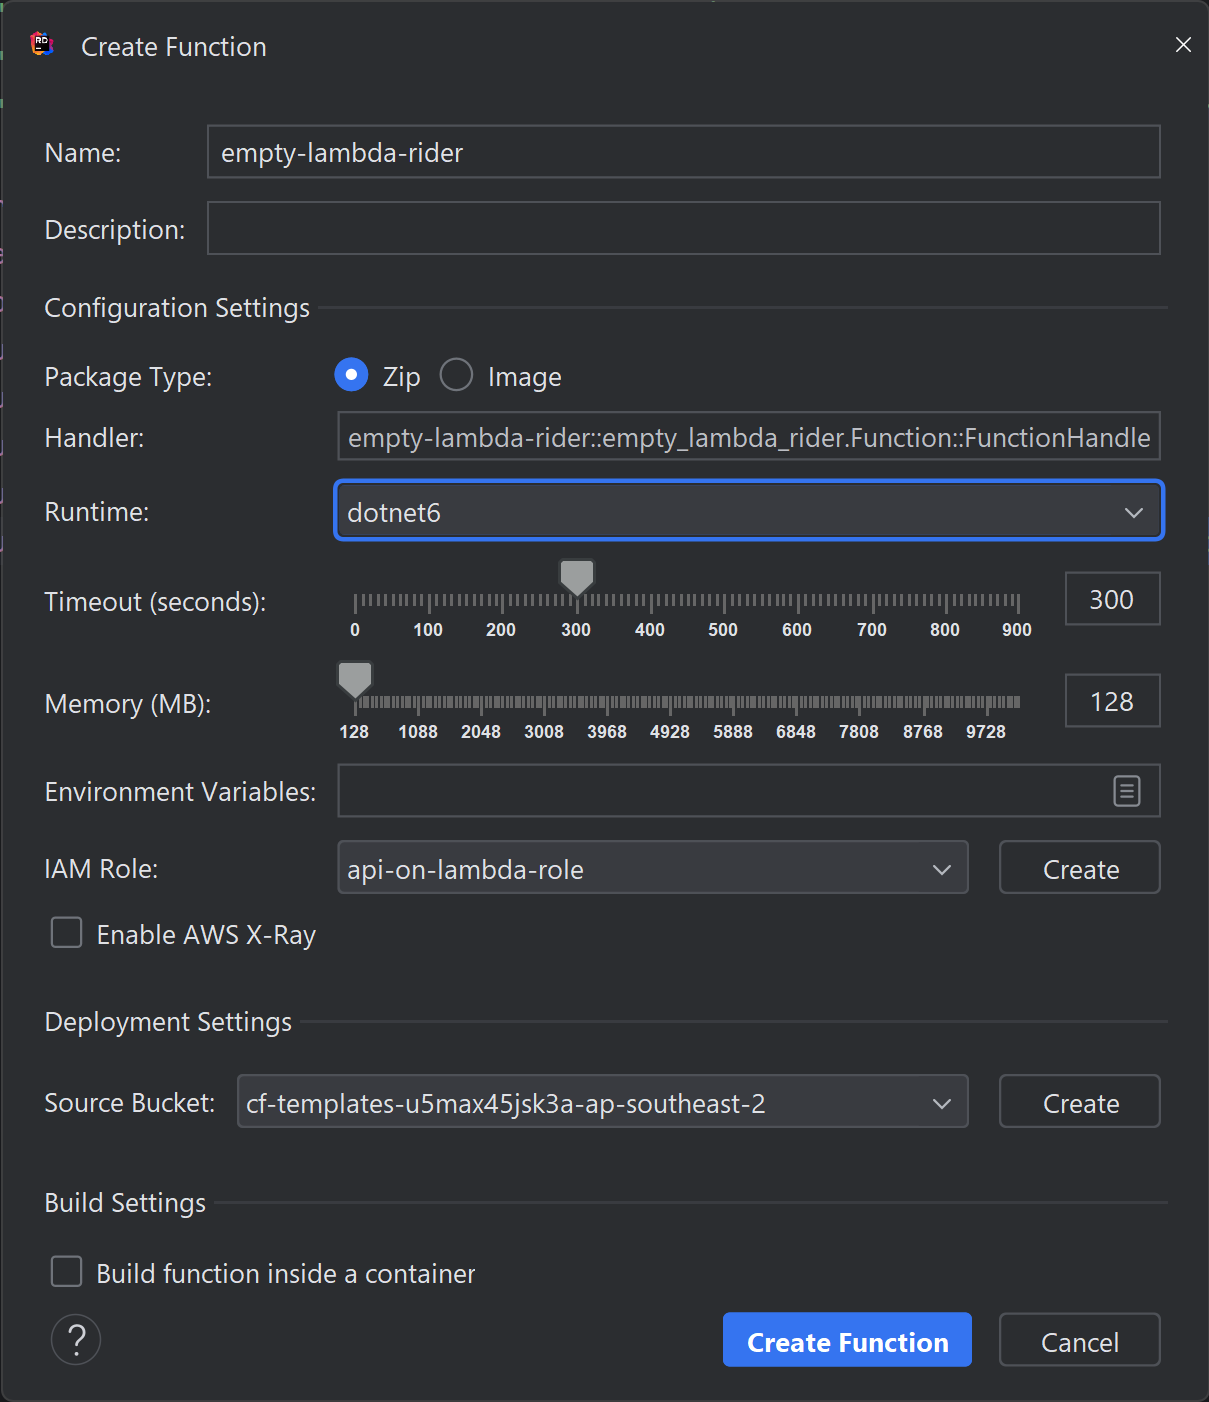 RD
Create Function
Name: empty-lambda-rider
Description:
Configuration Settings
Package Type: Zip Image
Handler: empty-lambda-rider::empty_lambda_rider.Function::FunctionHandle
Runtime: dotnet6
Timeout (seconds): 300
0 100 200 300 400 500 600 700 800 900
Memory (MB): 128
128 1088 2048 3008 3968 4928 5888 6848 7808 8768 9728
Environment Variables:
IAM Role: api-on-lambda-role Create
Enable AWS X-Ray
Deployment Settings
Source Bucket: cf-templates-u5max45jsk3a-ap-southeast-2 Create
Build Settings
Build function inside a container
? Create Function Cancel